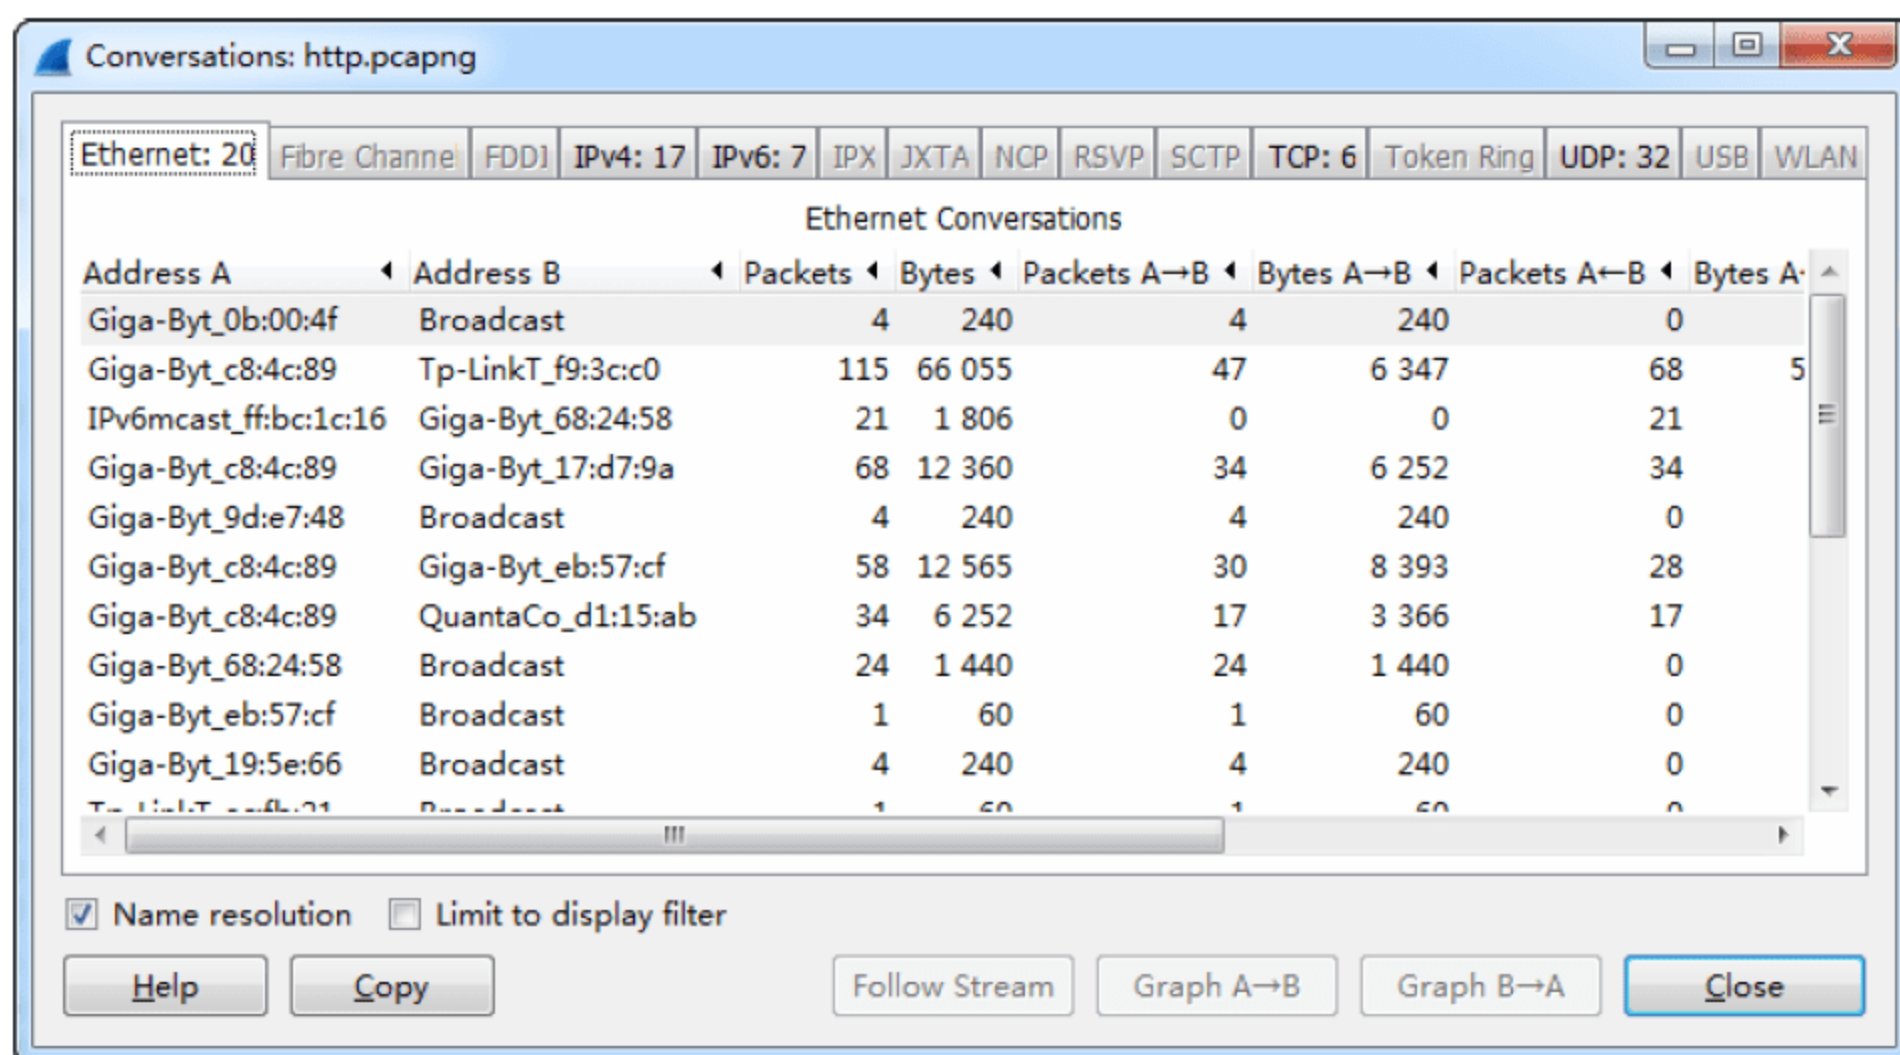 Conversations: http.pcapng
Ethernet: 20 Fibre Channe FDDI IPv4: 17 IPv6: 7 IPX JXTA NCP RSVP SCTP TCP: 6 Token Ring UDP: 32 USB WLAN
Ethernet Conversations
Address A Address B Packets Bytes Packets A→B Bytes A→B Packets A←B Bytes A
Giga-Byt_0b:00:4f Broadcast 4 240 4 240 0
Giga-Byt_c8:4c:89 Tp-LinkT_f9:3c:c0 115 66 055 47 6 347 68 5
IPv6mcast_ff:bc:1c:16 Giga-Byt_68:24:58 21 1 806 0 0 21
Giga-Byt_c8:4c:89 Giga-Byt_17:d7:9a 68 12 360 34 6 252 34
Giga-Byt_9d:e7:48 Broadcast 4 240 4 240 0
Giga-Byt_c8:4c:89 Giga-Byt_eb:57:cf 58 12 565 30 8 393 28
Giga-Byt_c8:4c:89 QuantaCo_d1:15:ab 34 6 252 17 3 366 17
Giga-Byt_68:24:58 Broadcast 24 1 440 24 1 440 0
Giga-Byt_eb:57:cf Broadcast 1 60 1 60 0
Giga-Byt_19:5e:66 Broadcast 4 240 4 240 0
Broadcast 1 60 1 60 0
Name resolution Limit to display filter
Help Copy Follow Stream Graph A→B Graph B→A Close